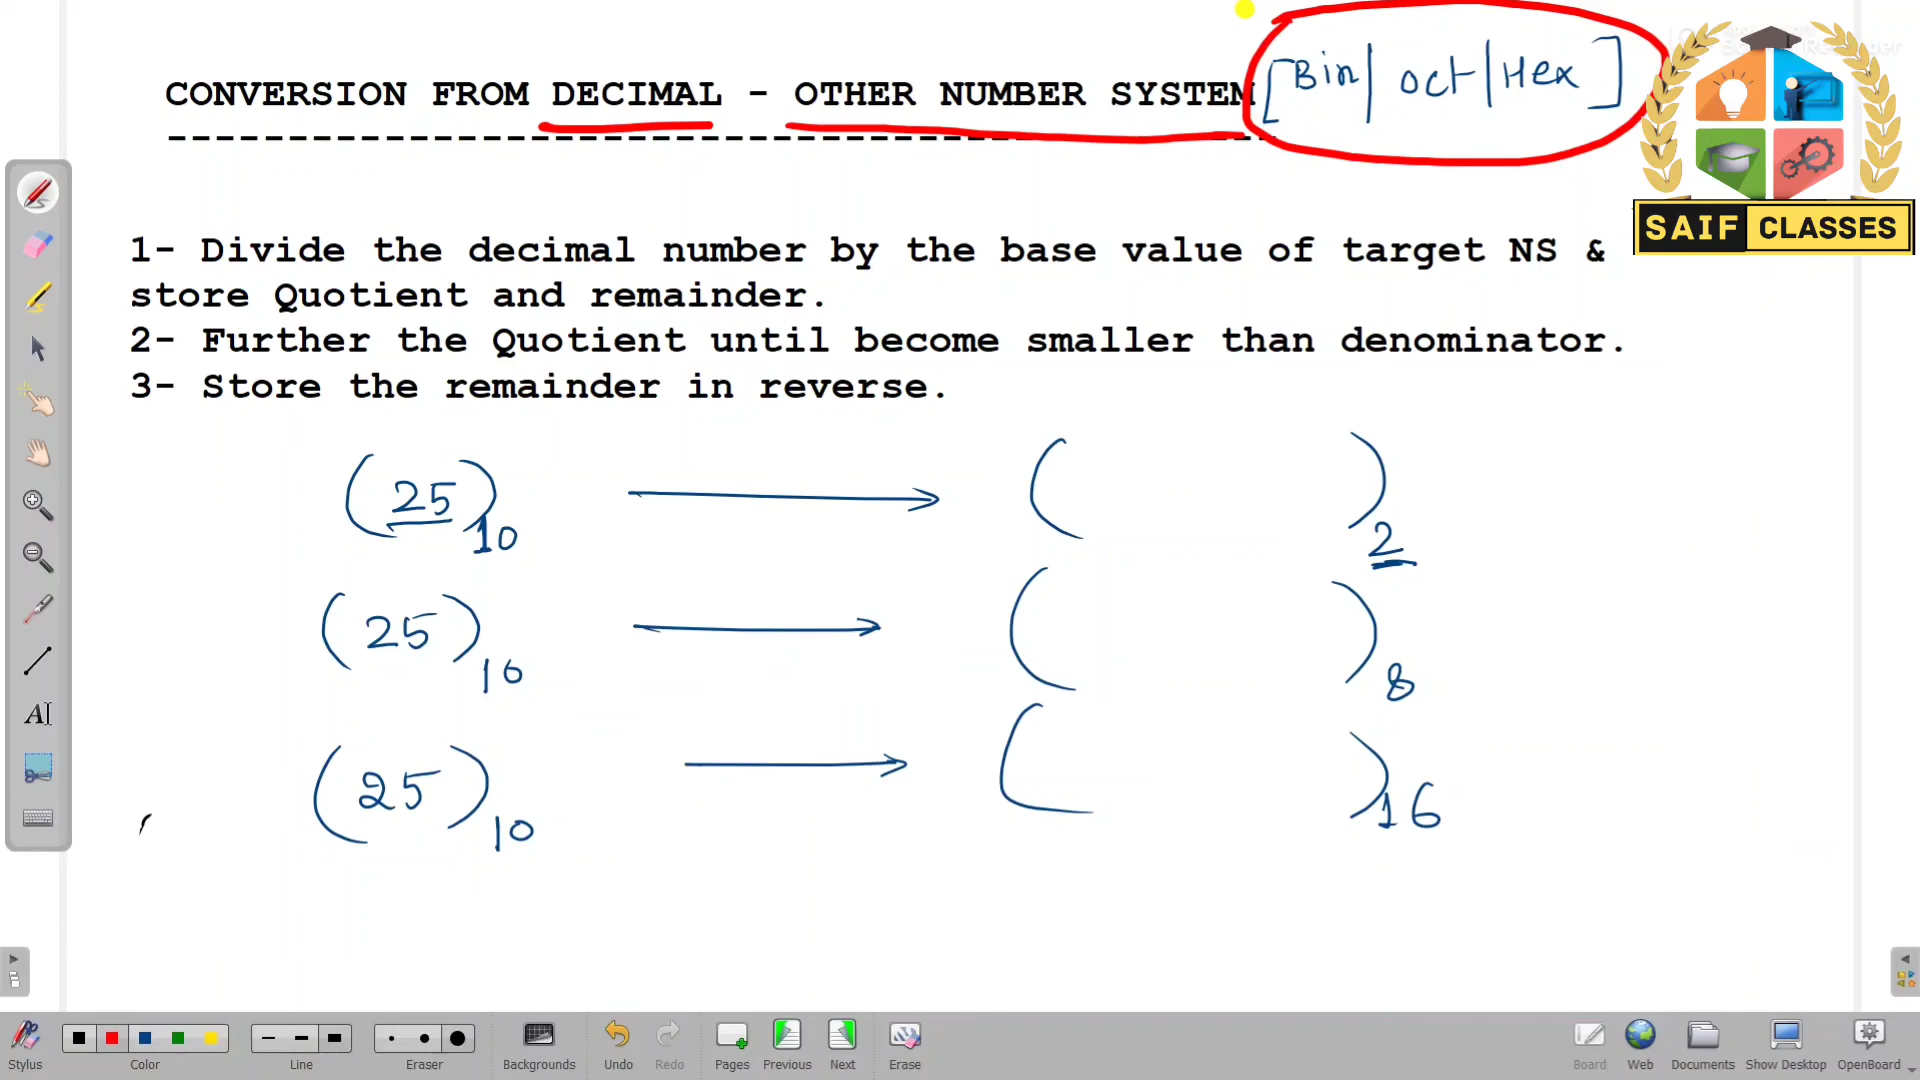 CONVERSION FROM DECIMAL - OTHER NUMBER SYSTEM [Bin| oct|Hex]
SAIF CLASSES
1- Divide the decimal number by the base value of target NS &
store Quotient and remainder.
2- Further the Quotient until become smaller than denominator.
3- Store the remainder in reverse.
(25)10 → ( )2
(25)10 → ( )8
(25)10 → ( )16
Stylus Color Line Eraser Backgrounds Undo Redo Pages Previous Next Erase Board Web Documents Show Desktop OpenBoard